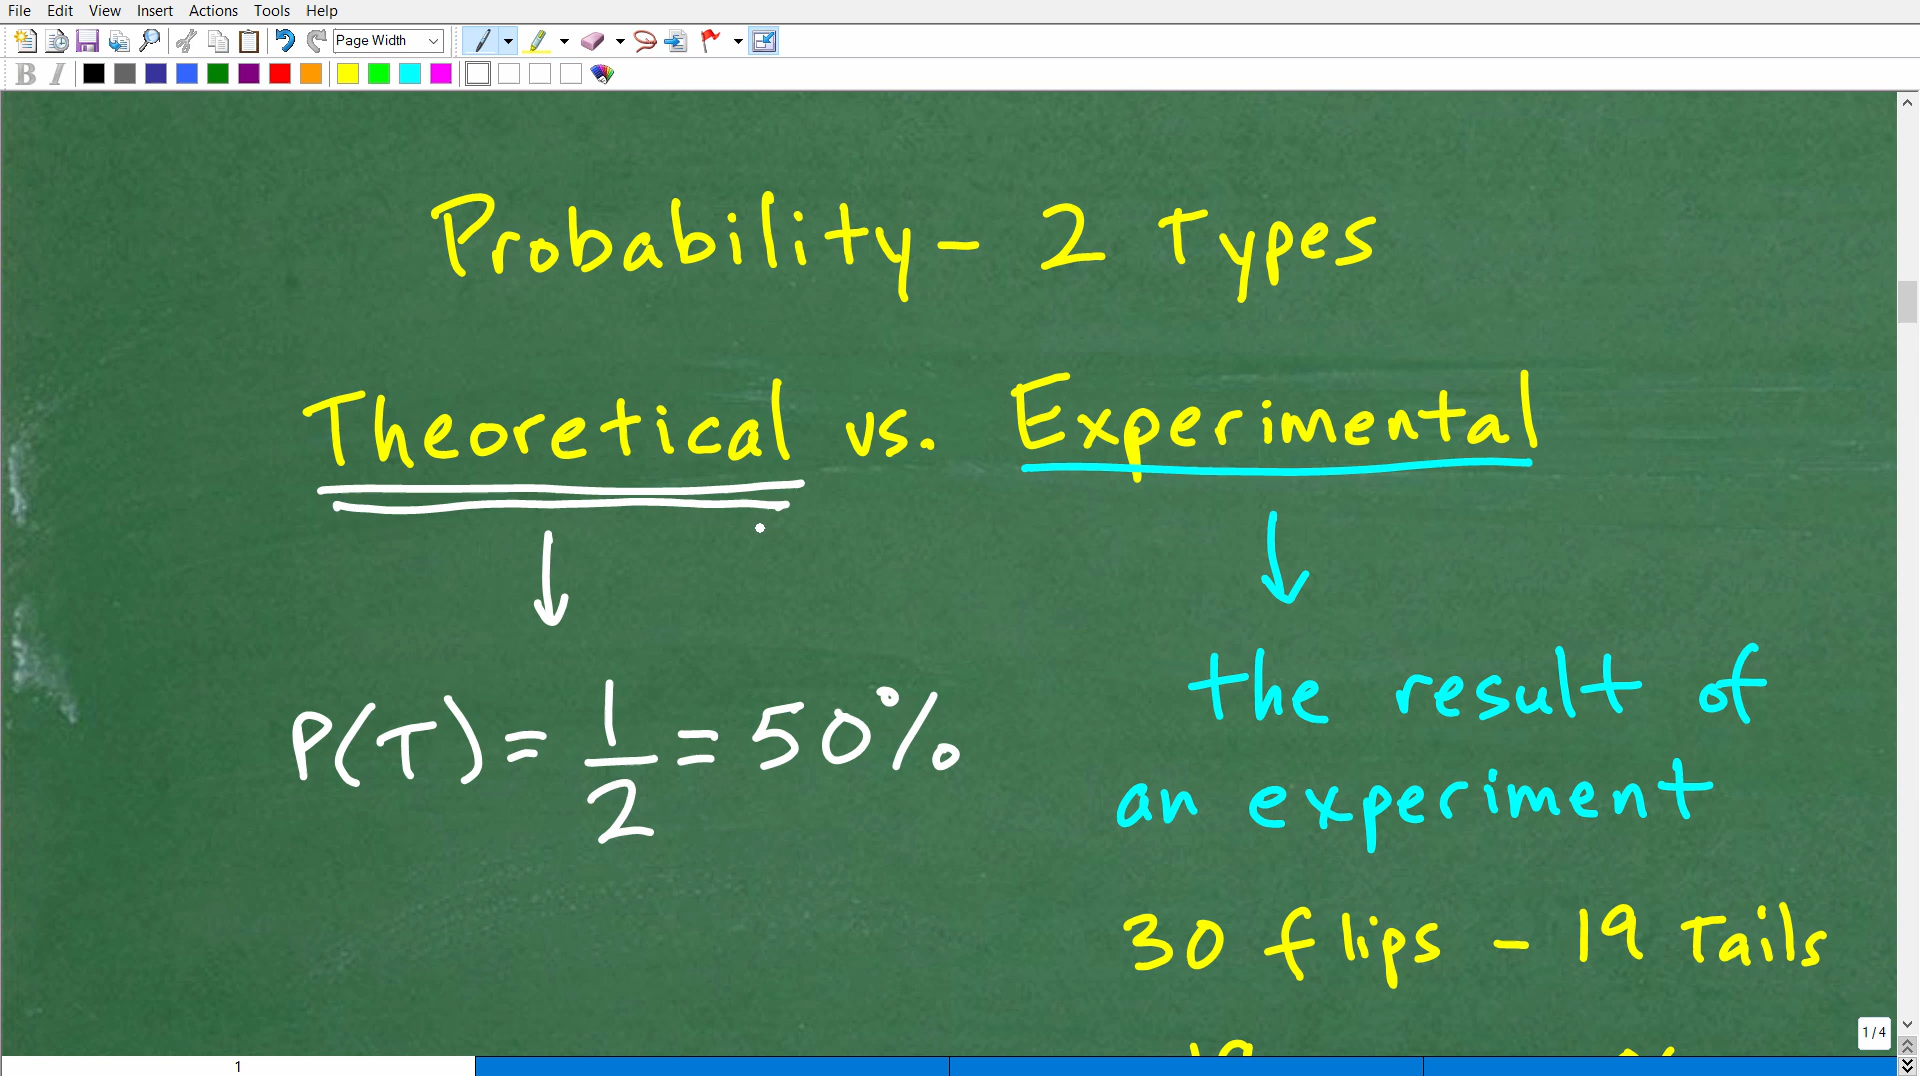 File Edit View Insert Actions Tools Help
Page Width
B I
Probability - 2 Types
Theoretical vs. Experimental
P(T) = 1/2 = 50%
the result of
an experiment
30 flips - 19 Tails
1 / 4
1